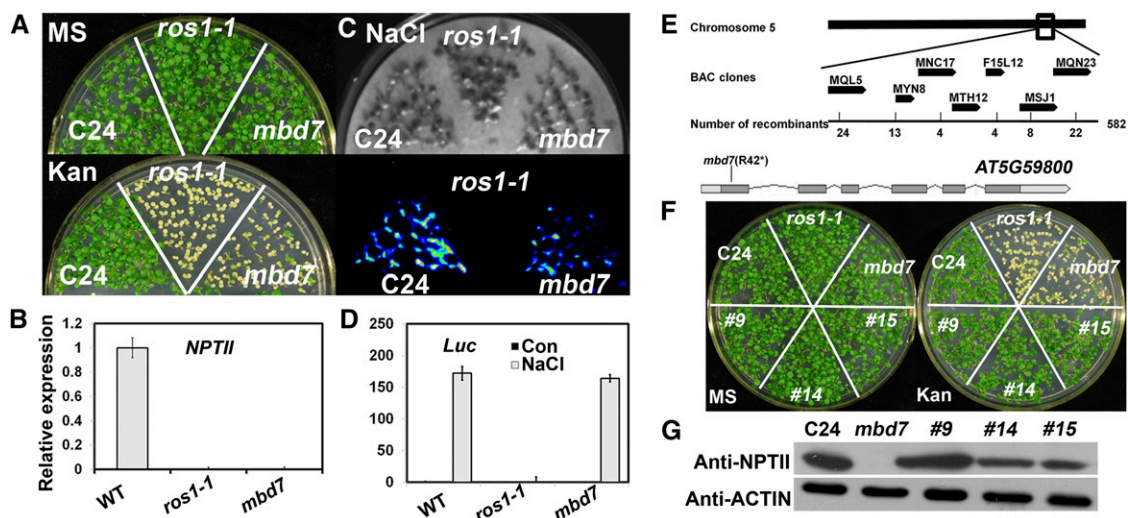 A
MS
ros1-1
C24
mbd7
Kan
ros1-1
C24
mbd7
B
Relative expression
1.2
1
0.8
0.6
0.4
0.2
0
NPTII
WT
ros1-1
mbd7
C
NaCl
ros1-1
C24
mbd7
ros1-1
C24
mbd7
D
250
200
150
100
50
0
Luc
Con
NaCl
WT
ros1-1
mbd7
E
Chromosome 5
BAC clones
MQL5
MNC17
F15L12
MQN23
MYN8
MTH12
MSJ1
Number of recombinants
24 13 4 4 8 22 582
mbd7(R42*)
AT5G59800
F
ros1-1
C24
mbd7
#9
#15
#14
MS
ros1-1
C24
mbd7
#9
#15
#14
Kan
G
C24 mbd7 #9 #14 #15
Anti-NPTII
Anti-ACTIN